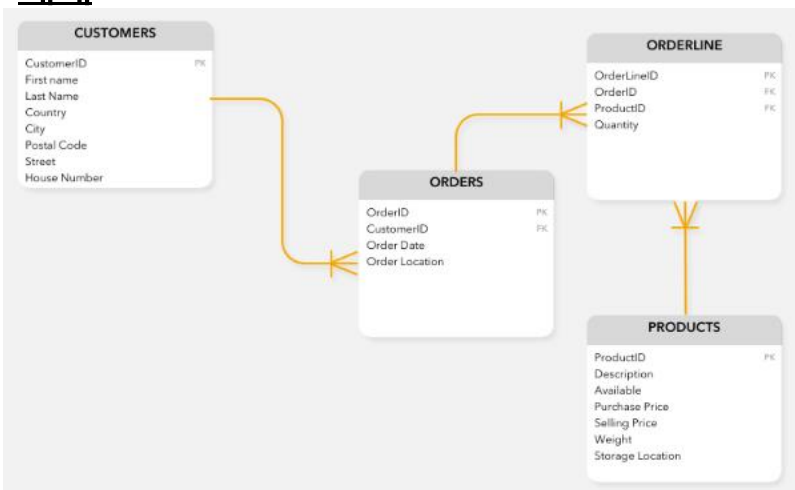 CUSTOMERS
CustomerID PK
First name
Last Name
Country
City
Postal Code
Street
House Number
ORDERS
OrderID PK
CustomerID FK
Order Date
Order Location
ORDERLINE
OrderLineID PK
OrderID FK
ProductID FK
Quantity
PRODUCTS
ProductID PK
Description
Available
Purchase Price
Selling Price
Weight
Storage Location